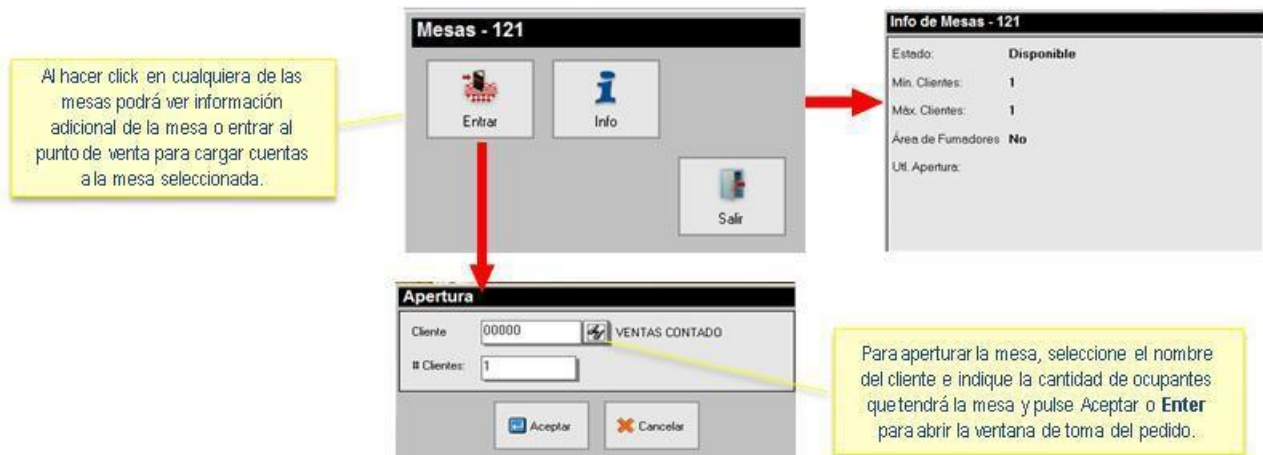 Al hacer click en cualquiera de las
mesas podrá ver información
adicional de la mesa o entrar al
punto de venta para cargar cuentas
a la mesa seleccionada.
Mesas - 121
Entrar
Info
Salir
Info de Mesas - 121
Estado: Disponible
Min. Clientes: 1
Máx. Clientes: 1
Área de Fumadores No
Utl. Apertura:
Apertura
Cliente 00000 VENTAS CONTADO
# Clientes: 1
Aceptar
Cancelar
Para aperturar la mesa, seleccione el nombre
del cliente e indique la cantidad de ocupantes
que tendrá la mesa y pulse Aceptar o Enter
para abrir la ventana de toma del pedido.